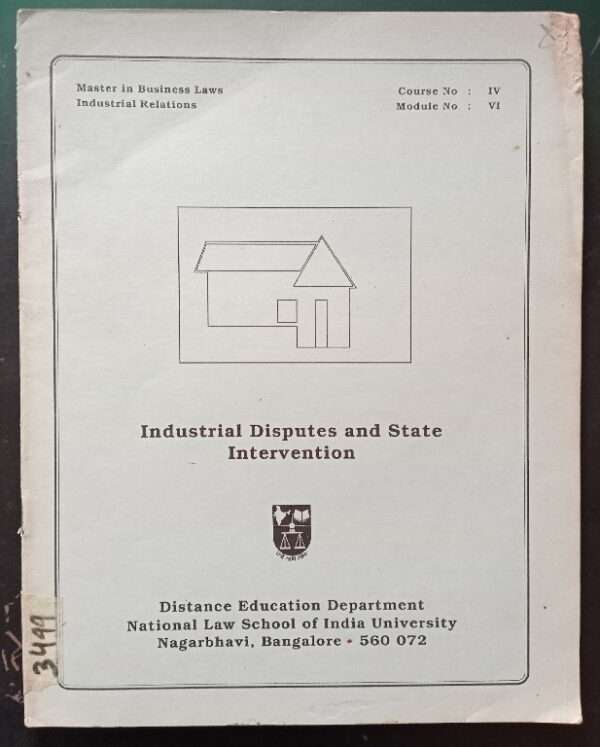 Master in Business Laws
Industrial Relations
Course No : IV
Module No : VI
Industrial Disputes and State
Intervention
Distance Education Department
National Law School of India University
Nagarbhavi, Bangalore • 560 072
3499